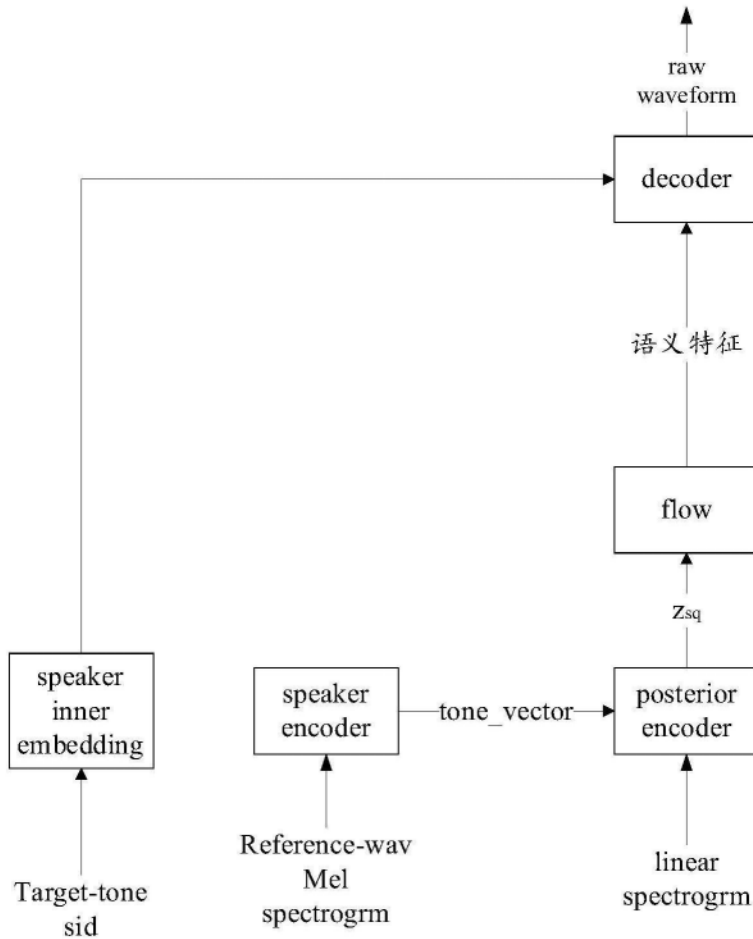 raw
waveform
decoder
语义特征
flow
Zsq
speaker
inner
embedding
speaker
encoder
tone_vector
posterior
encoder
Target-tone
sid
Reference-wav
Mel
spectrogrm
linear
spectrogrm